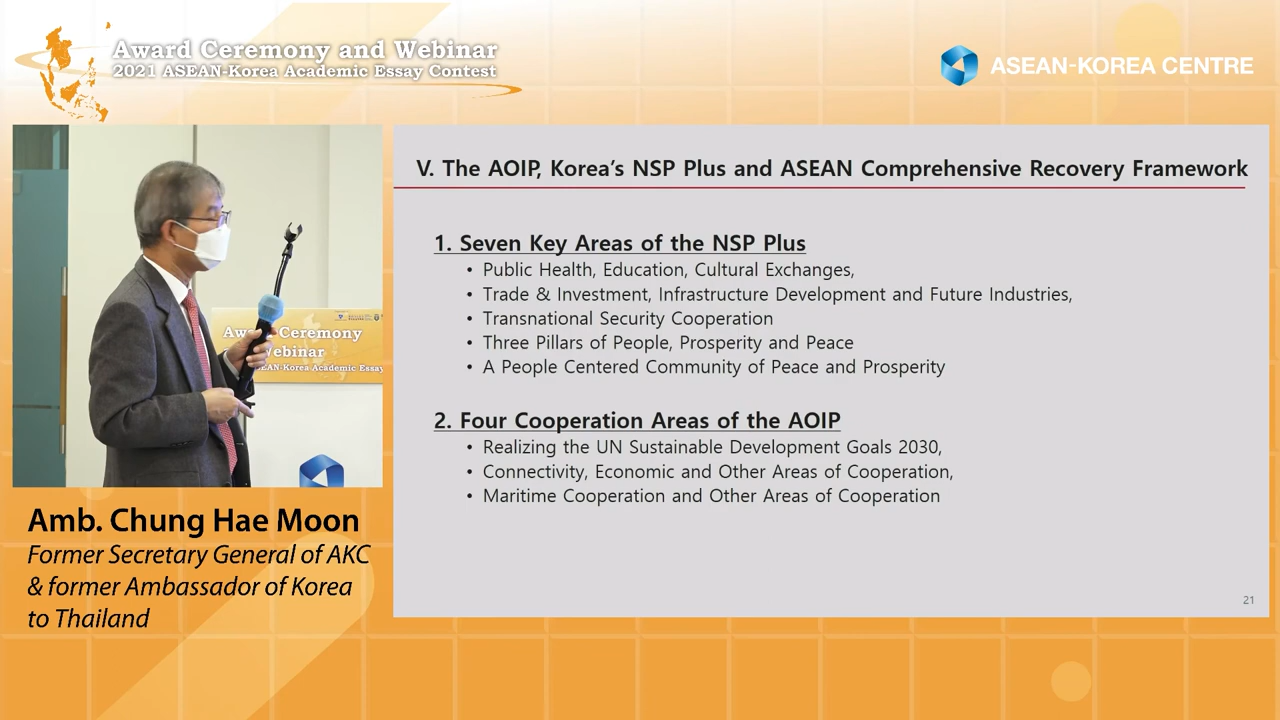 Award Ceremony and Webinar
2021 ASEAN-Korea Academic Essay Contest
ASEAN-KOREA CENTRE
V. The AOIP, Korea's NSP Plus and ASEAN Comprehensive Recovery Framework
1. Seven Key Areas of the NSP Plus
• Public Health, Education, Cultural Exchanges,
• Trade & Investment, Infrastructure Development and Future Industries,
• Transnational Security Cooperation
• Three Pillars of People, Prosperity and Peace
• A People Centered Community of Peace and Prosperity
2. Four Cooperation Areas of the AOIP
• Realizing the UN Sustainable Development Goals 2030,
• Connectivity, Economic and Other Areas of Cooperation,
• Maritime Cooperation and Other Areas of Cooperation
21
Ceremony
Webinar
Korea Academic Essay
Amb. Chung Hae Moon
Former Secretary General of AKC
& former Ambassador of Korea
to Thailand